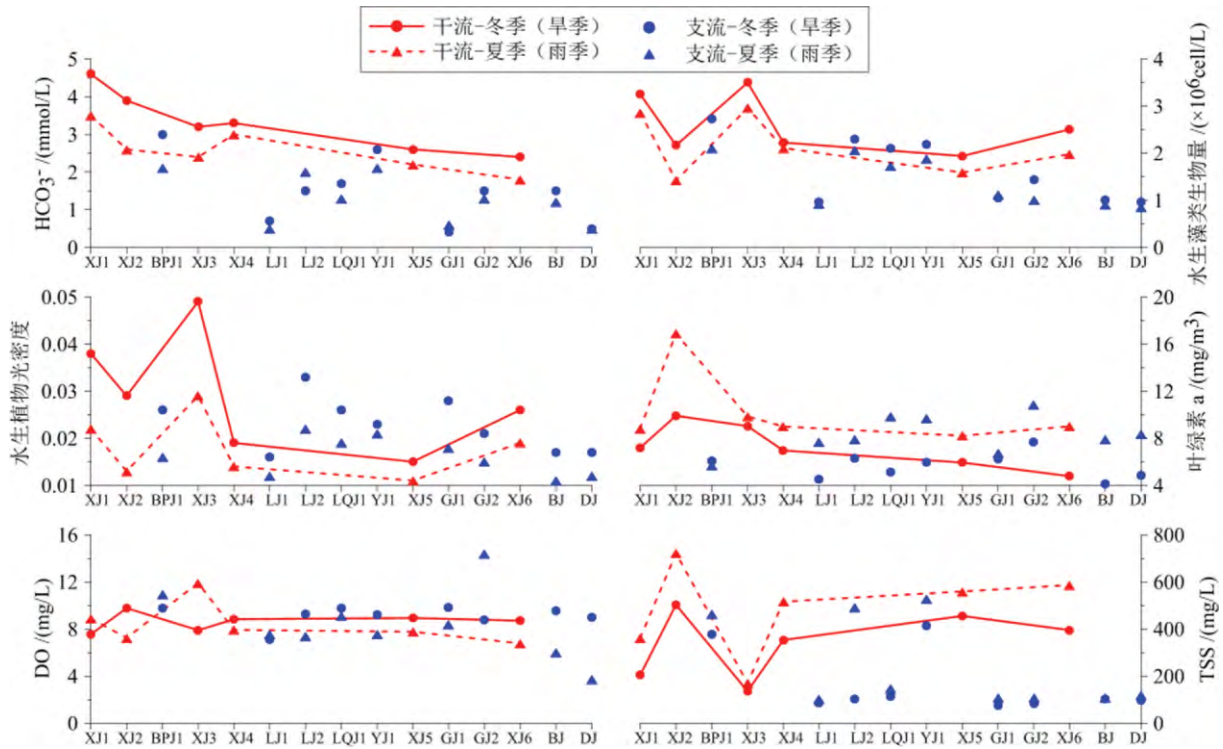 干流-冬季（旱季） 支流-冬季（旱季）
干流-夏季（雨季） 支流-夏季（雨季）
HCO₃⁻ /(mmol/L)
5
4
3
2
1
0
XJ1 XJ2 BPJ1 XJ3 XJ4 LJ1 LJ2 LQJ1 YJ1 XJ5 GJ1 GJ2 XJ6 BJ DJ
水生藻类生物量 /(×10⁶cell/L)
4
3
2
1
0
XJ1 XJ2 BPJ1 XJ3 XJ4 LJ1 LJ2 LQJ1 YJ1 XJ5 GJ1 GJ2 XJ6 BJ DJ
水生植物光密度
0.05
0.04
0.03
0.02
0.01
XJ1 XJ2 BPJ1 XJ3 XJ4 LJ1 LJ2 LQJ1 YJ1 XJ5 GJ1 GJ2 XJ6 BJ DJ
叶绿素 a /(mg/m³)
20
16
12
8
4
XJ1 XJ2 BPJ1 XJ3 XJ4 LJ1 LJ2 LQJ1 YJ1 XJ5 GJ1 GJ2 XJ6 BJ DJ
DO /(mg/L)
16
12
8
4
0
XJ1 XJ2 BPJ1 XJ3 XJ4 LJ1 LJ2 LQJ1 YJ1 XJ5 GJ1 GJ2 XJ6 BJ DJ
TSS /(mg/L)
800
600
400
200
0
XJ1 XJ2 BPJ1 XJ3 XJ4 LJ1 LJ2 LQJ1 YJ1 XJ5 GJ1 GJ2 XJ6 BJ DJ